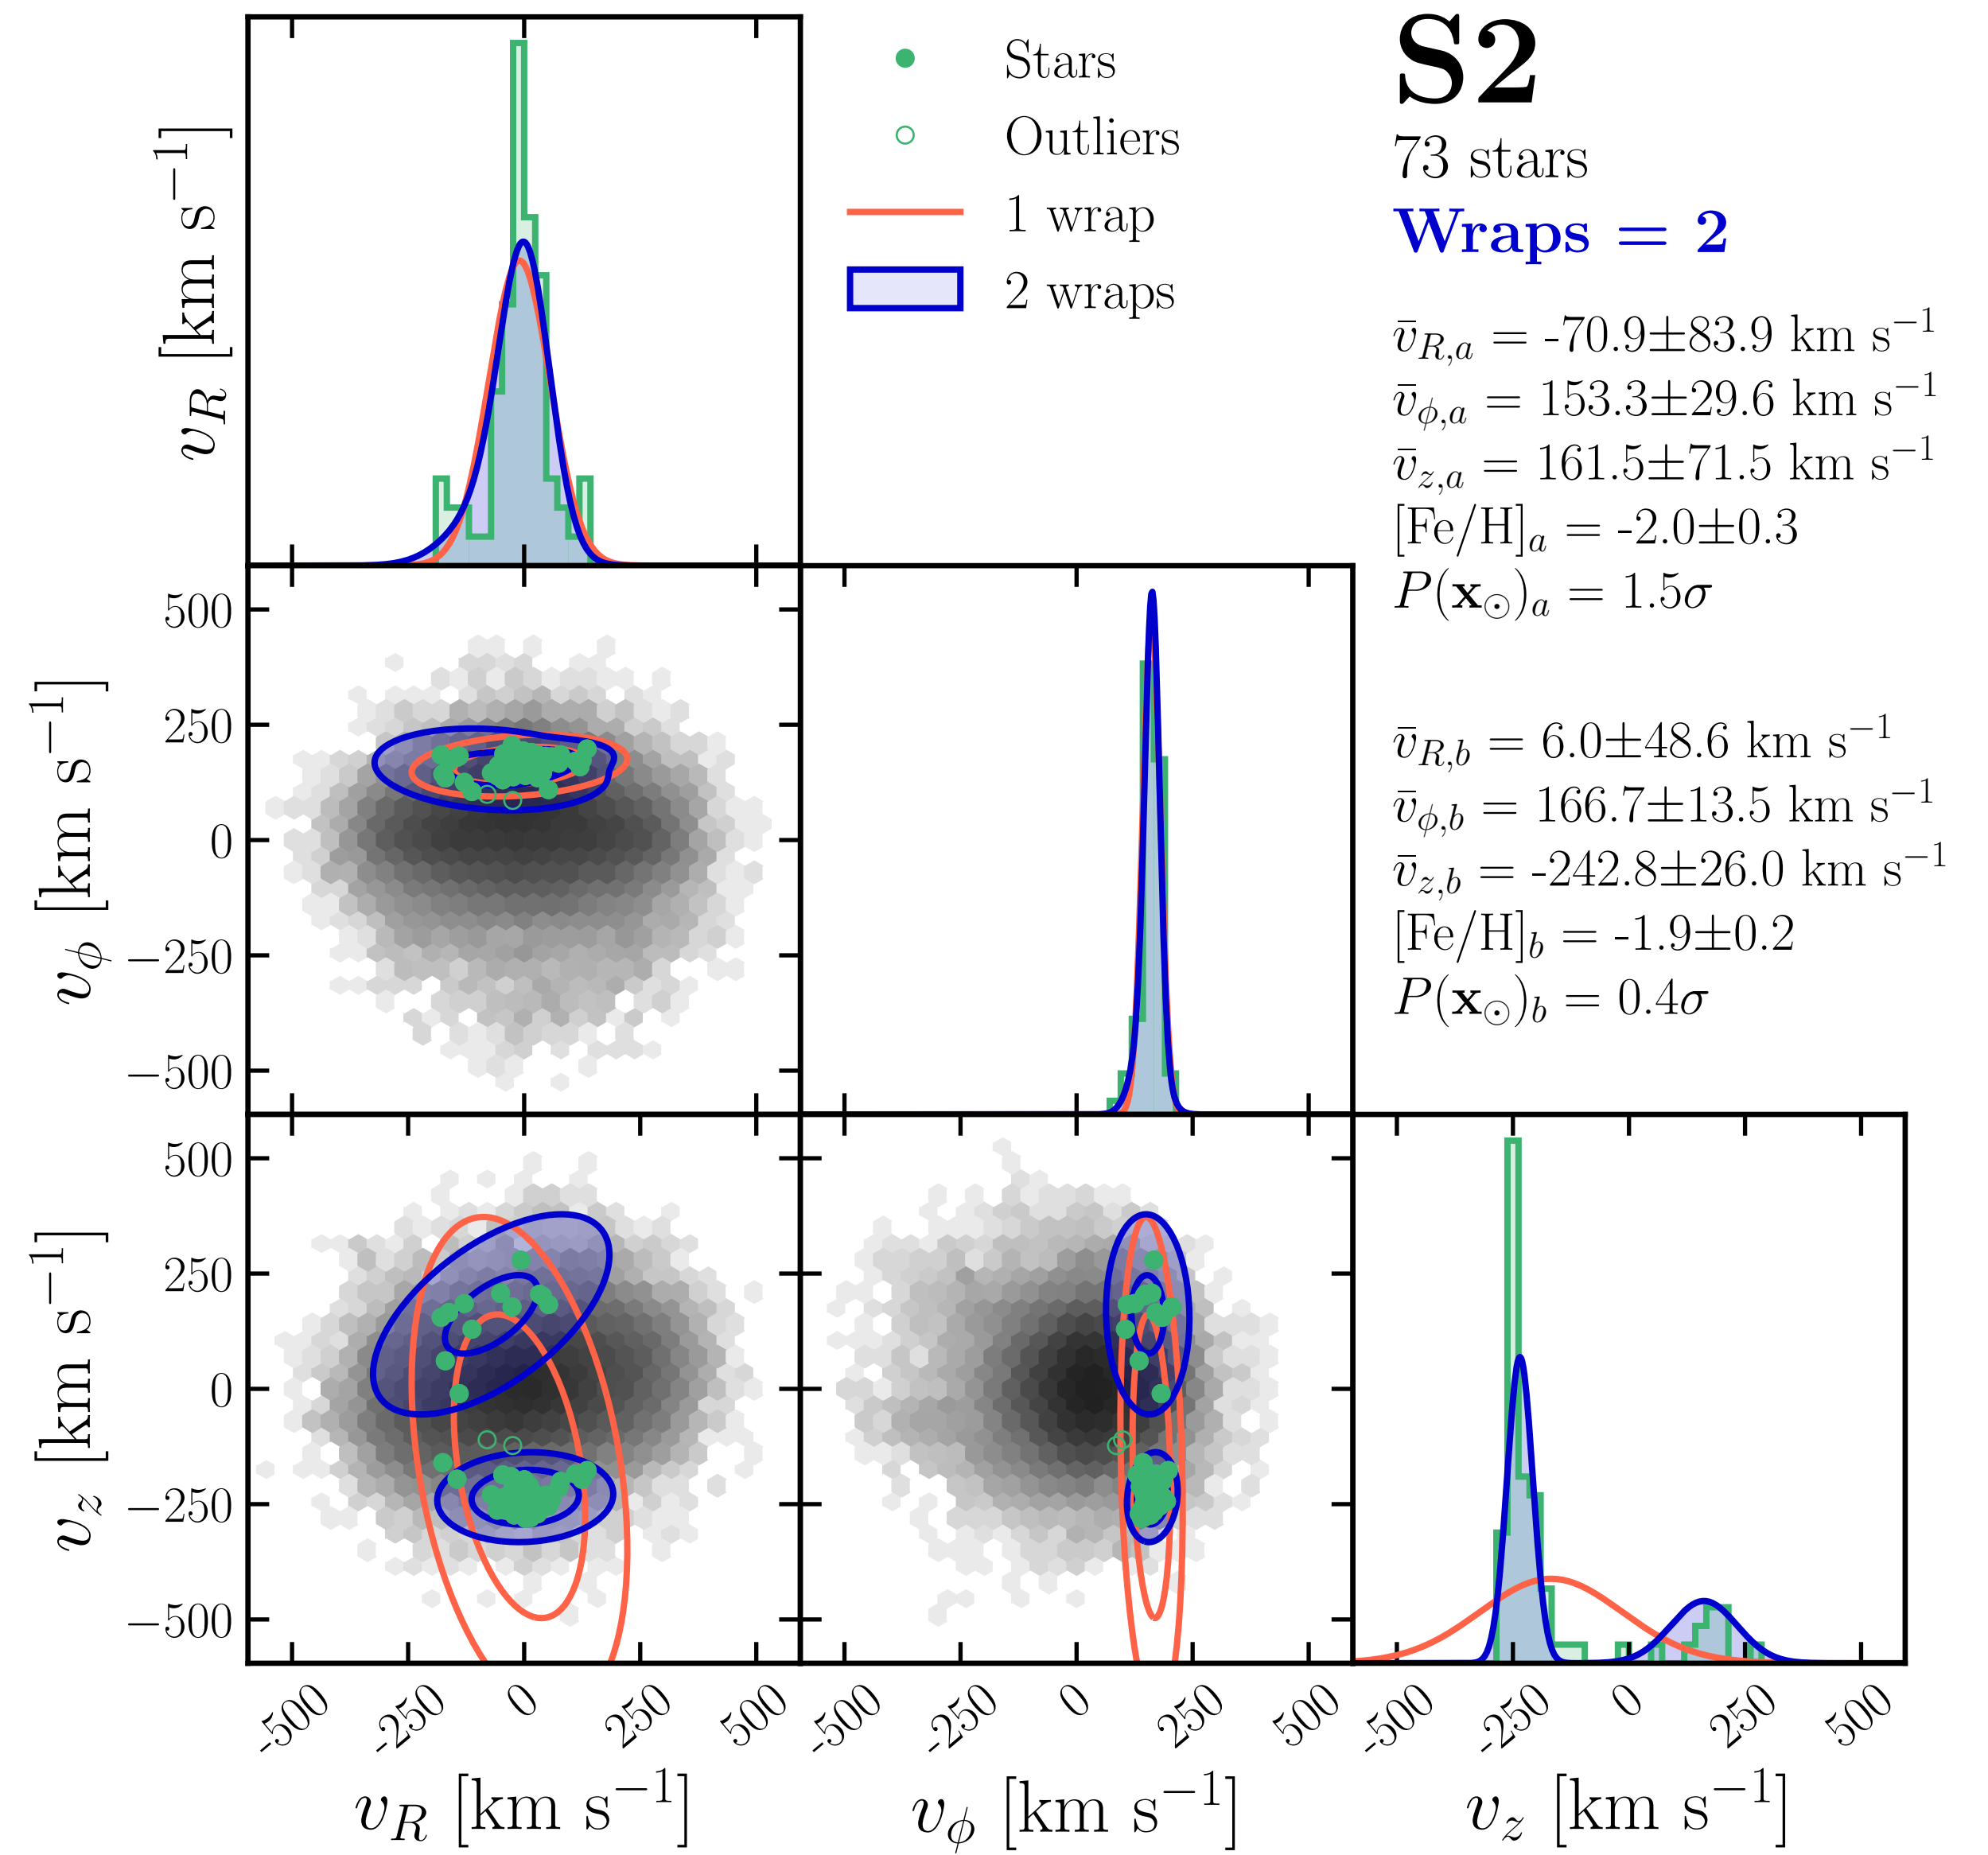 Stars
Outliers
1 wrap
2 wraps
S2
73 stars
Wraps = 2
v̄_{R,a} = -70.9±83.9 km s⁻¹
v̄_{ϕ,a} = 153.3±29.6 km s⁻¹
v̄_{z,a} = 161.5±71.5 km s⁻¹
[Fe/H]_a = -2.0±0.3
P(x_⊙)_a = 1.5σ
v̄_{R,b} = 6.0±48.6 km s⁻¹
v̄_{ϕ,b} = 166.7±13.5 km s⁻¹
v̄_{z,b} = -242.8±26.0 km s⁻¹
[Fe/H]_b = -1.9±0.2
P(x_⊙)_b = 0.4σ
v_R [km s⁻¹]
v_ϕ [km s⁻¹]
500
250
0
−250
−500
v_z [km s⁻¹]
500
250
0
−250
−500
-500 -250 0 250 500
-500 -250 0 250 500
-500 -250 0 250 500
v_R [km s⁻¹]
v_ϕ [km s⁻¹]
v_z [km s⁻¹]